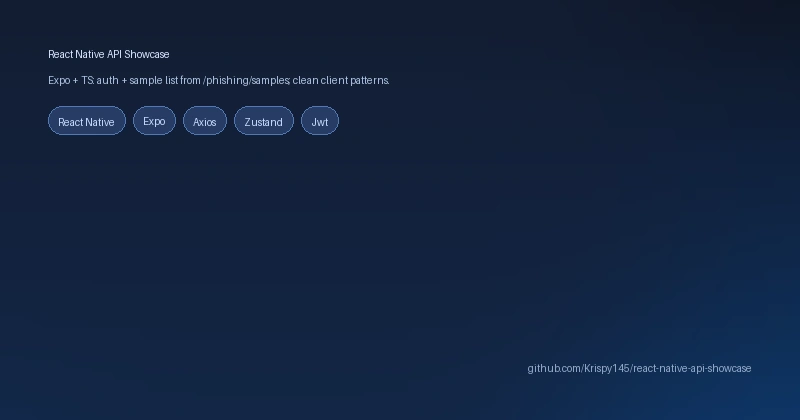 React Native API Showcase
Expo + TS: auth + sample list from /phishing/samples; clean client patterns.
React Native Expo Axios Zustand Jwt
github.com/Krispy145/react-native-api-showcase